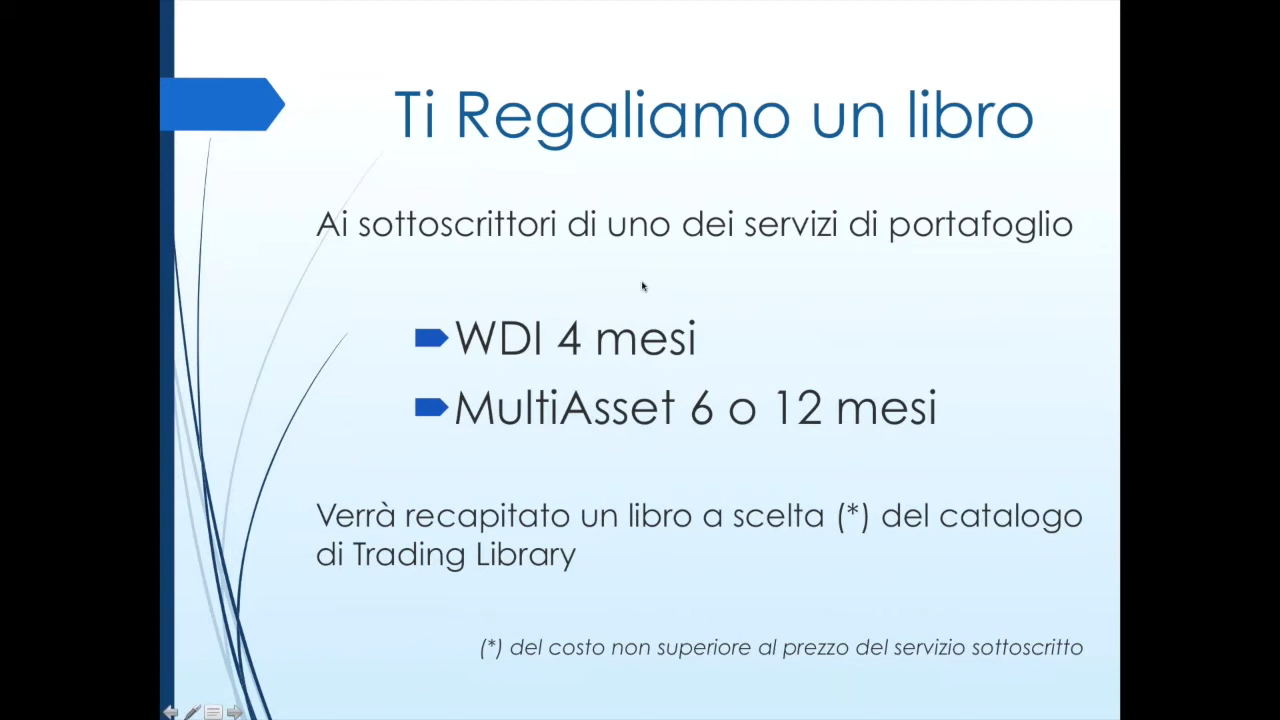 Ti Regaliamo un libro
Ai sottoscrittori di uno dei servizi di portafoglio
WDI 4 mesi
MultiAsset 6 o 12 mesi
Verrà recapitato un libro a scelta (*) del catalogo
di Trading Library
(*) del costo non superiore al prezzo del servizio sottoscritto